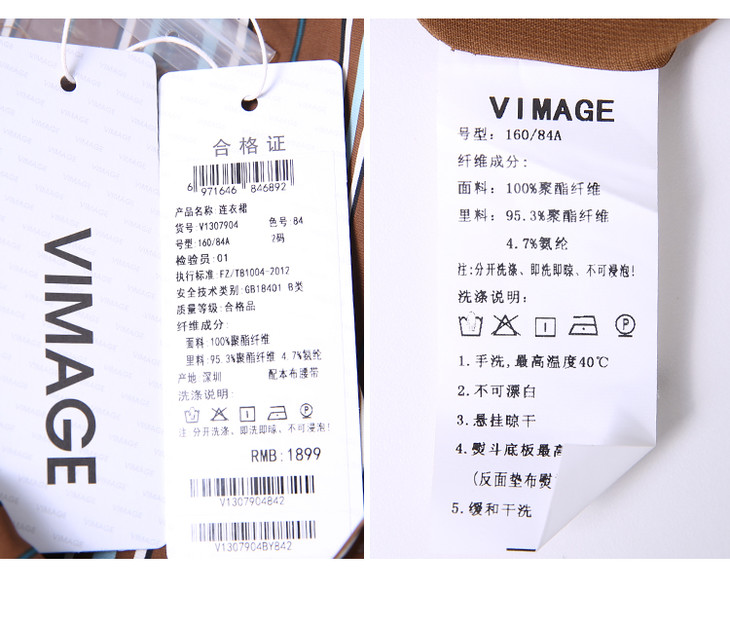 VIMAGE
合格证
6 971646 846892
产品名称:连衣裙
货号:V1307904 色号:84
号型:160/84A 2码
检验员:01
执行标准:FZ/T81004-2012
安全技术类别:GB18401 B类
质量等级:合格品
纤维成分:
面料:100%聚酯纤维
里料:95.3%聚酯纤维 4.7%氨纶
产地:深圳 配本布腰带
洗涤说明:
注:分开洗涤、即洗即晾、不可浸泡!
RMB:1899
V1307904842
V1307904BY842
VIMAGE
号型: 160/84A
纤维成分:
面料: 100%聚酯纤维
里料: 95.3%聚酯纤维
4.7%氨纶
注:分开洗涤、即洗即晾、不可浸泡!
洗涤说明:
1.手洗,最高温度40℃
2.不可漂白
3.悬挂晾干
4.熨斗底板最高
(反面垫布熨
5.缓和干洗